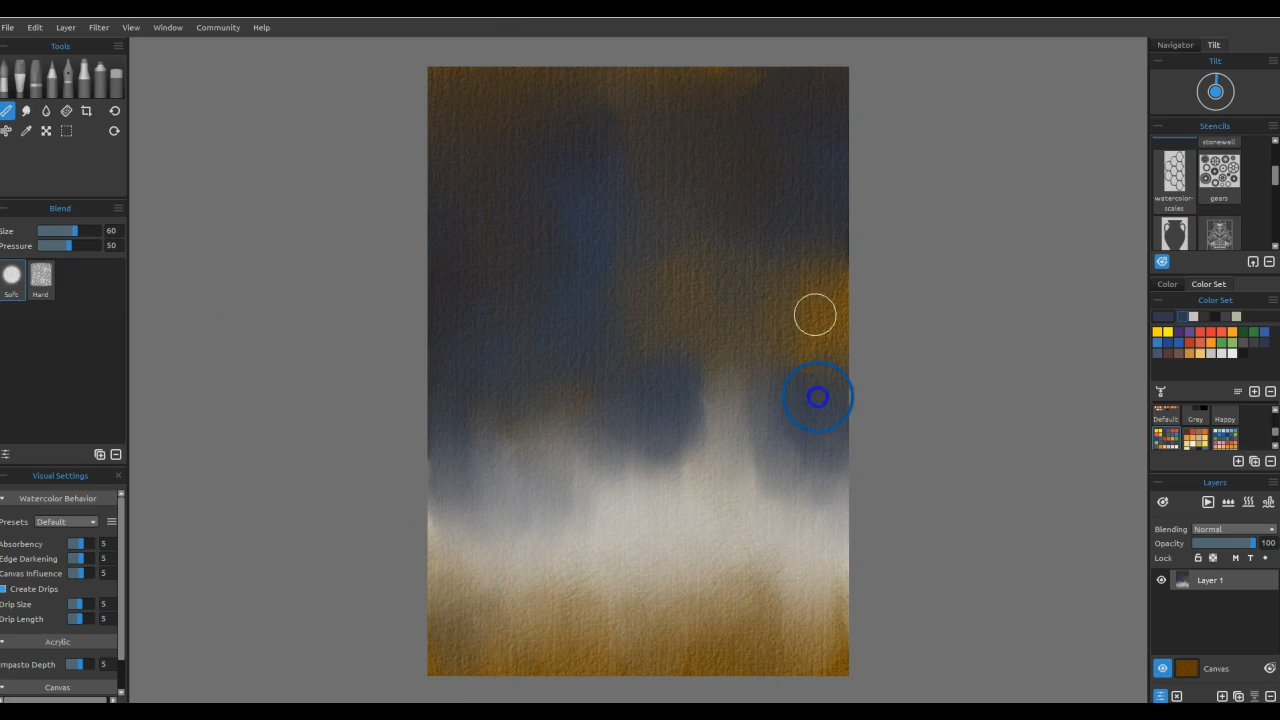 File Edit Layer Filter View Window Community Help
Tools
Blend
Size 60
Pressure 50
Soft Hard
Visual Settings
Watercolor Behavior
Presets Default
Absorbency 5
Edge Darkening 5
Canvas Influence 5
Create Drips
Drip Size 5
Drip Length 5
Acrylic
Impasto Depth 5
Canvas
Navigator Tilt
Tilt
Stencils
stonewall
watercolor-
scales
gears
Color Color Set
Color Set
Default Grey Happy
Layers
Blending Normal
Opacity 100
Lock M T
Layer 1
Canvas